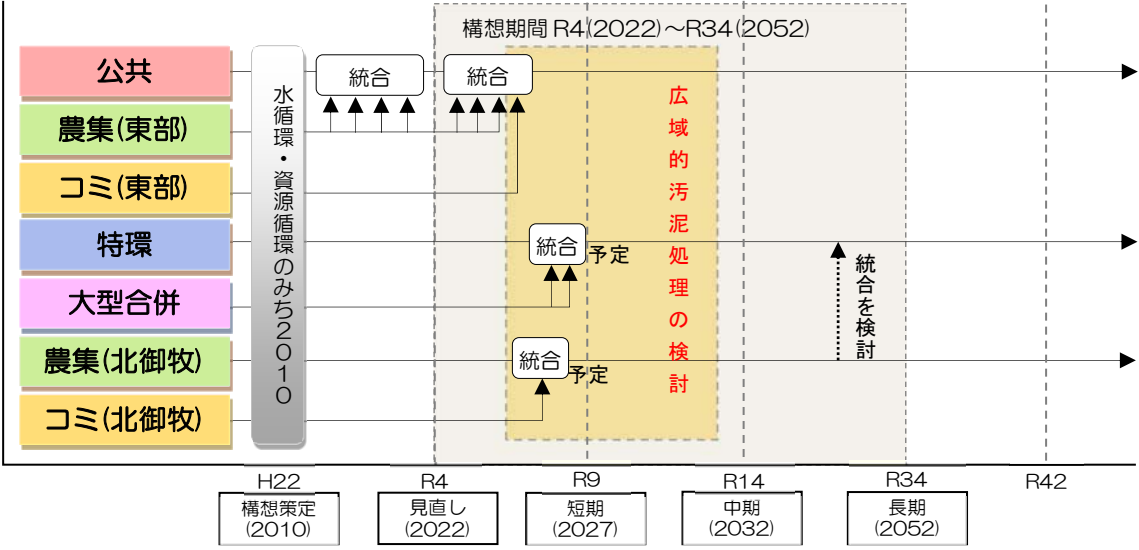 構想期間 R4(2022)～R34(2052)
公共
農集(東部)
コミ(東部)
特環
大型合併
農集(北御牧)
コミ(北御牧)
水循環・資源循環のみち2010
統合
統合
統合
予定
統合
予定
広域的汚泥処理の検討
統合を検討
H22
R4
R9
R14
R34
R42
構想策定
(2010)
見直し
(2022)
短期
(2027)
中期
(2032)
長期
(2052)